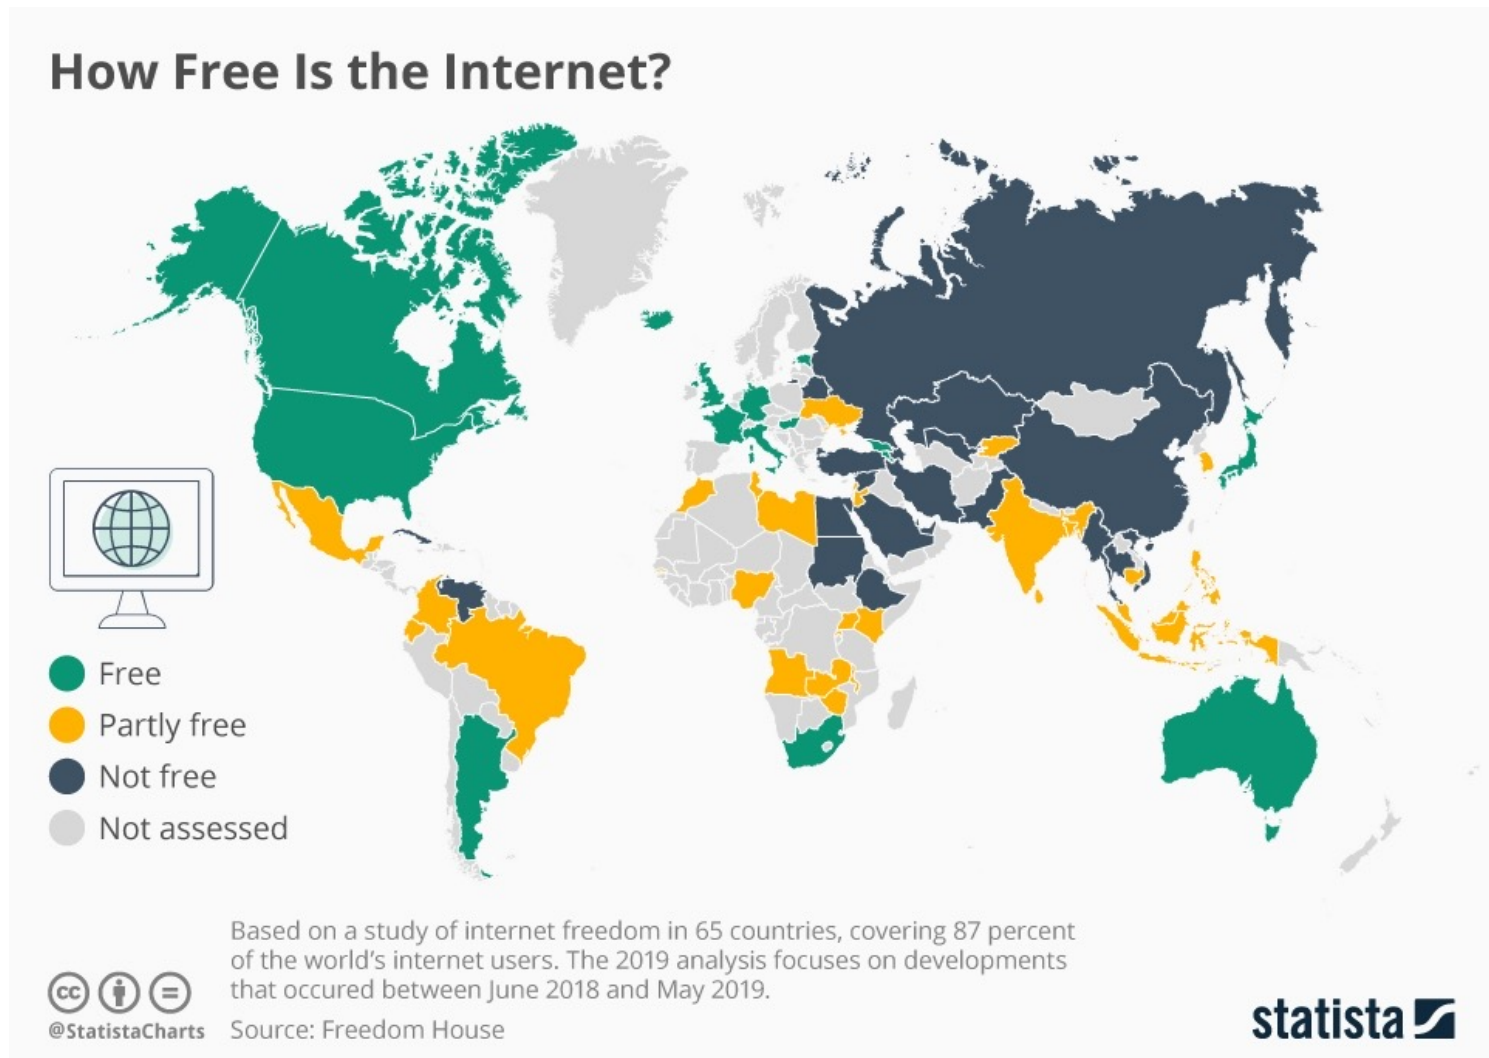 How Free Is the Internet?
Free
Partly free
Not free
Not assessed
Based on a study of internet freedom in 65 countries, covering 87 percent
of the world's internet users. The 2019 analysis focuses on developments
that occured between June 2018 and May 2019.
cc
@StatistaCharts
Source: Freedom House
statista